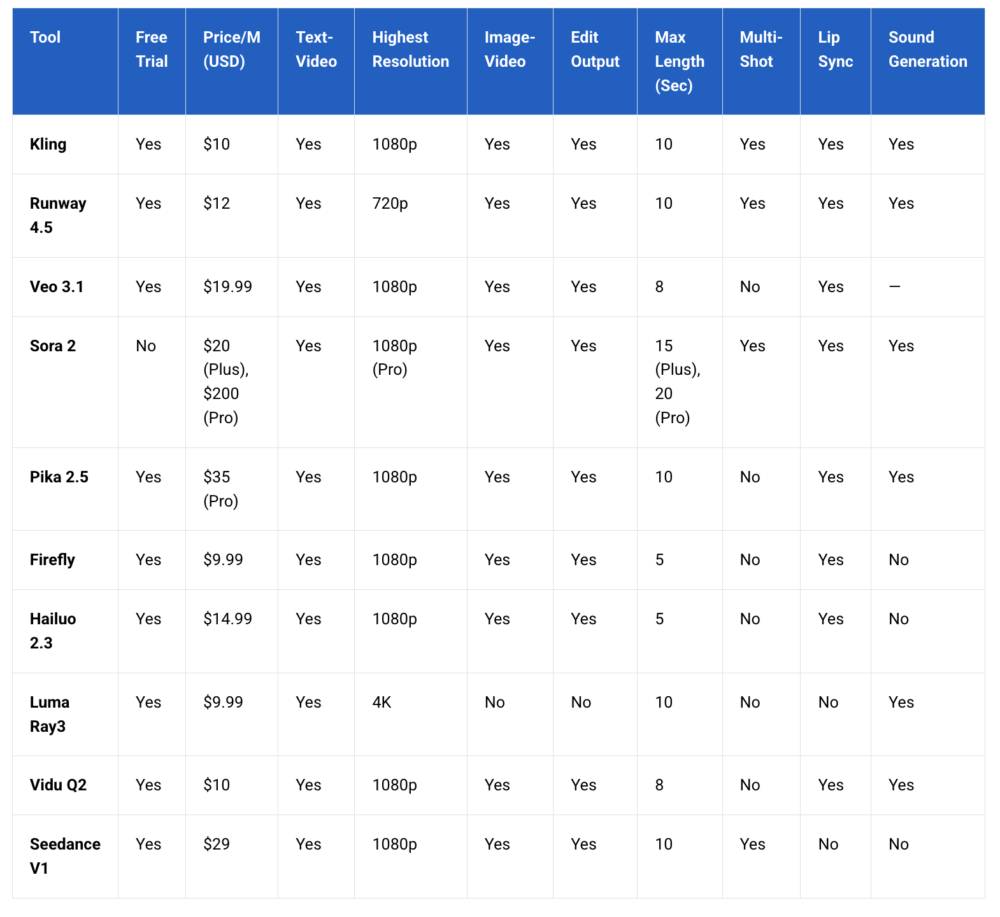 Tool Free Trial Price/M (USD) Text-Video Highest Resolution Image-Video Edit Output Max Length (Sec) Multi-Shot Lip Sync Sound Generation
Kling Yes $10 Yes 1080p Yes Yes 10 Yes Yes Yes
Runway 4.5 Yes $12 Yes 720p Yes Yes 10 Yes Yes Yes
Veo 3.1 Yes $19.99 Yes 1080p Yes Yes 8 No Yes —
Sora 2 No $20 (Plus), $200 (Pro) Yes 1080p (Pro) Yes Yes 15 (Plus), 20 (Pro) Yes Yes Yes
Pika 2.5 Yes $35 (Pro) Yes 1080p Yes Yes 10 No Yes Yes
Firefly Yes $9.99 Yes 1080p Yes Yes 5 No Yes No
Hailuo 2.3 Yes $14.99 Yes 1080p Yes Yes 5 No Yes No
Luma Ray3 Yes $9.99 Yes 4K No No 10 No No Yes
Vidu Q2 Yes $10 Yes 1080p Yes Yes 8 No Yes Yes
Seedance V1 Yes $29 Yes 1080p Yes Yes 10 Yes No No